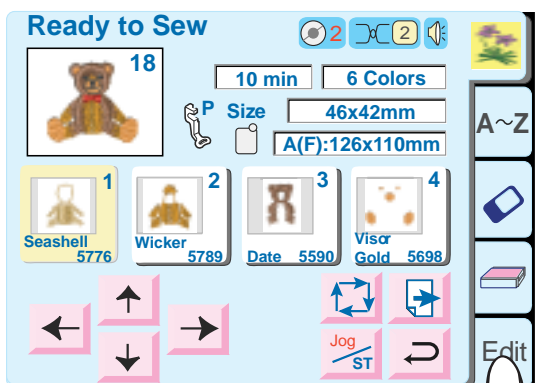 Ready to Sew
2
2
18
10 min
6 Colors
P
Size
46x42mm
A(F):126x110mm
A~Z
1
Seashell
5776
2
Wicker
5789
3
Date 5590
4
Visor
Gold 5698
Jog
ST
Edit